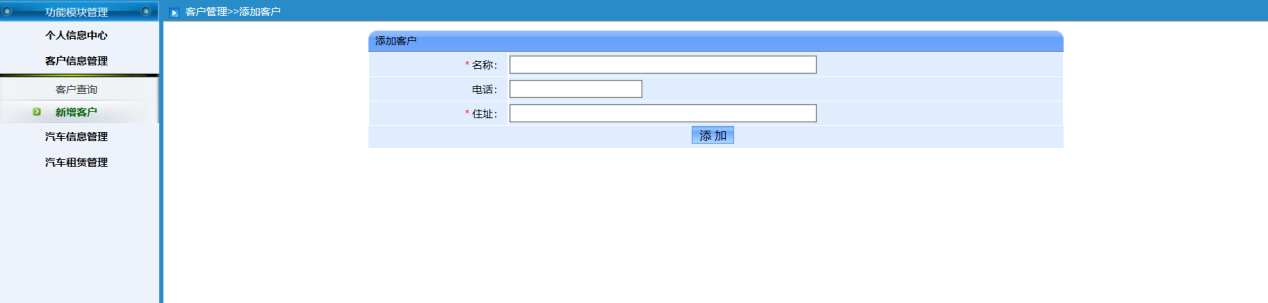 功能模块管理
客户管理>>添加客户
个人信息中心
客户信息管理
客户查询
新增客户
汽车信息管理
汽车租赁管理
添加客户
* 名称：
电话：
* 住址：
添 加